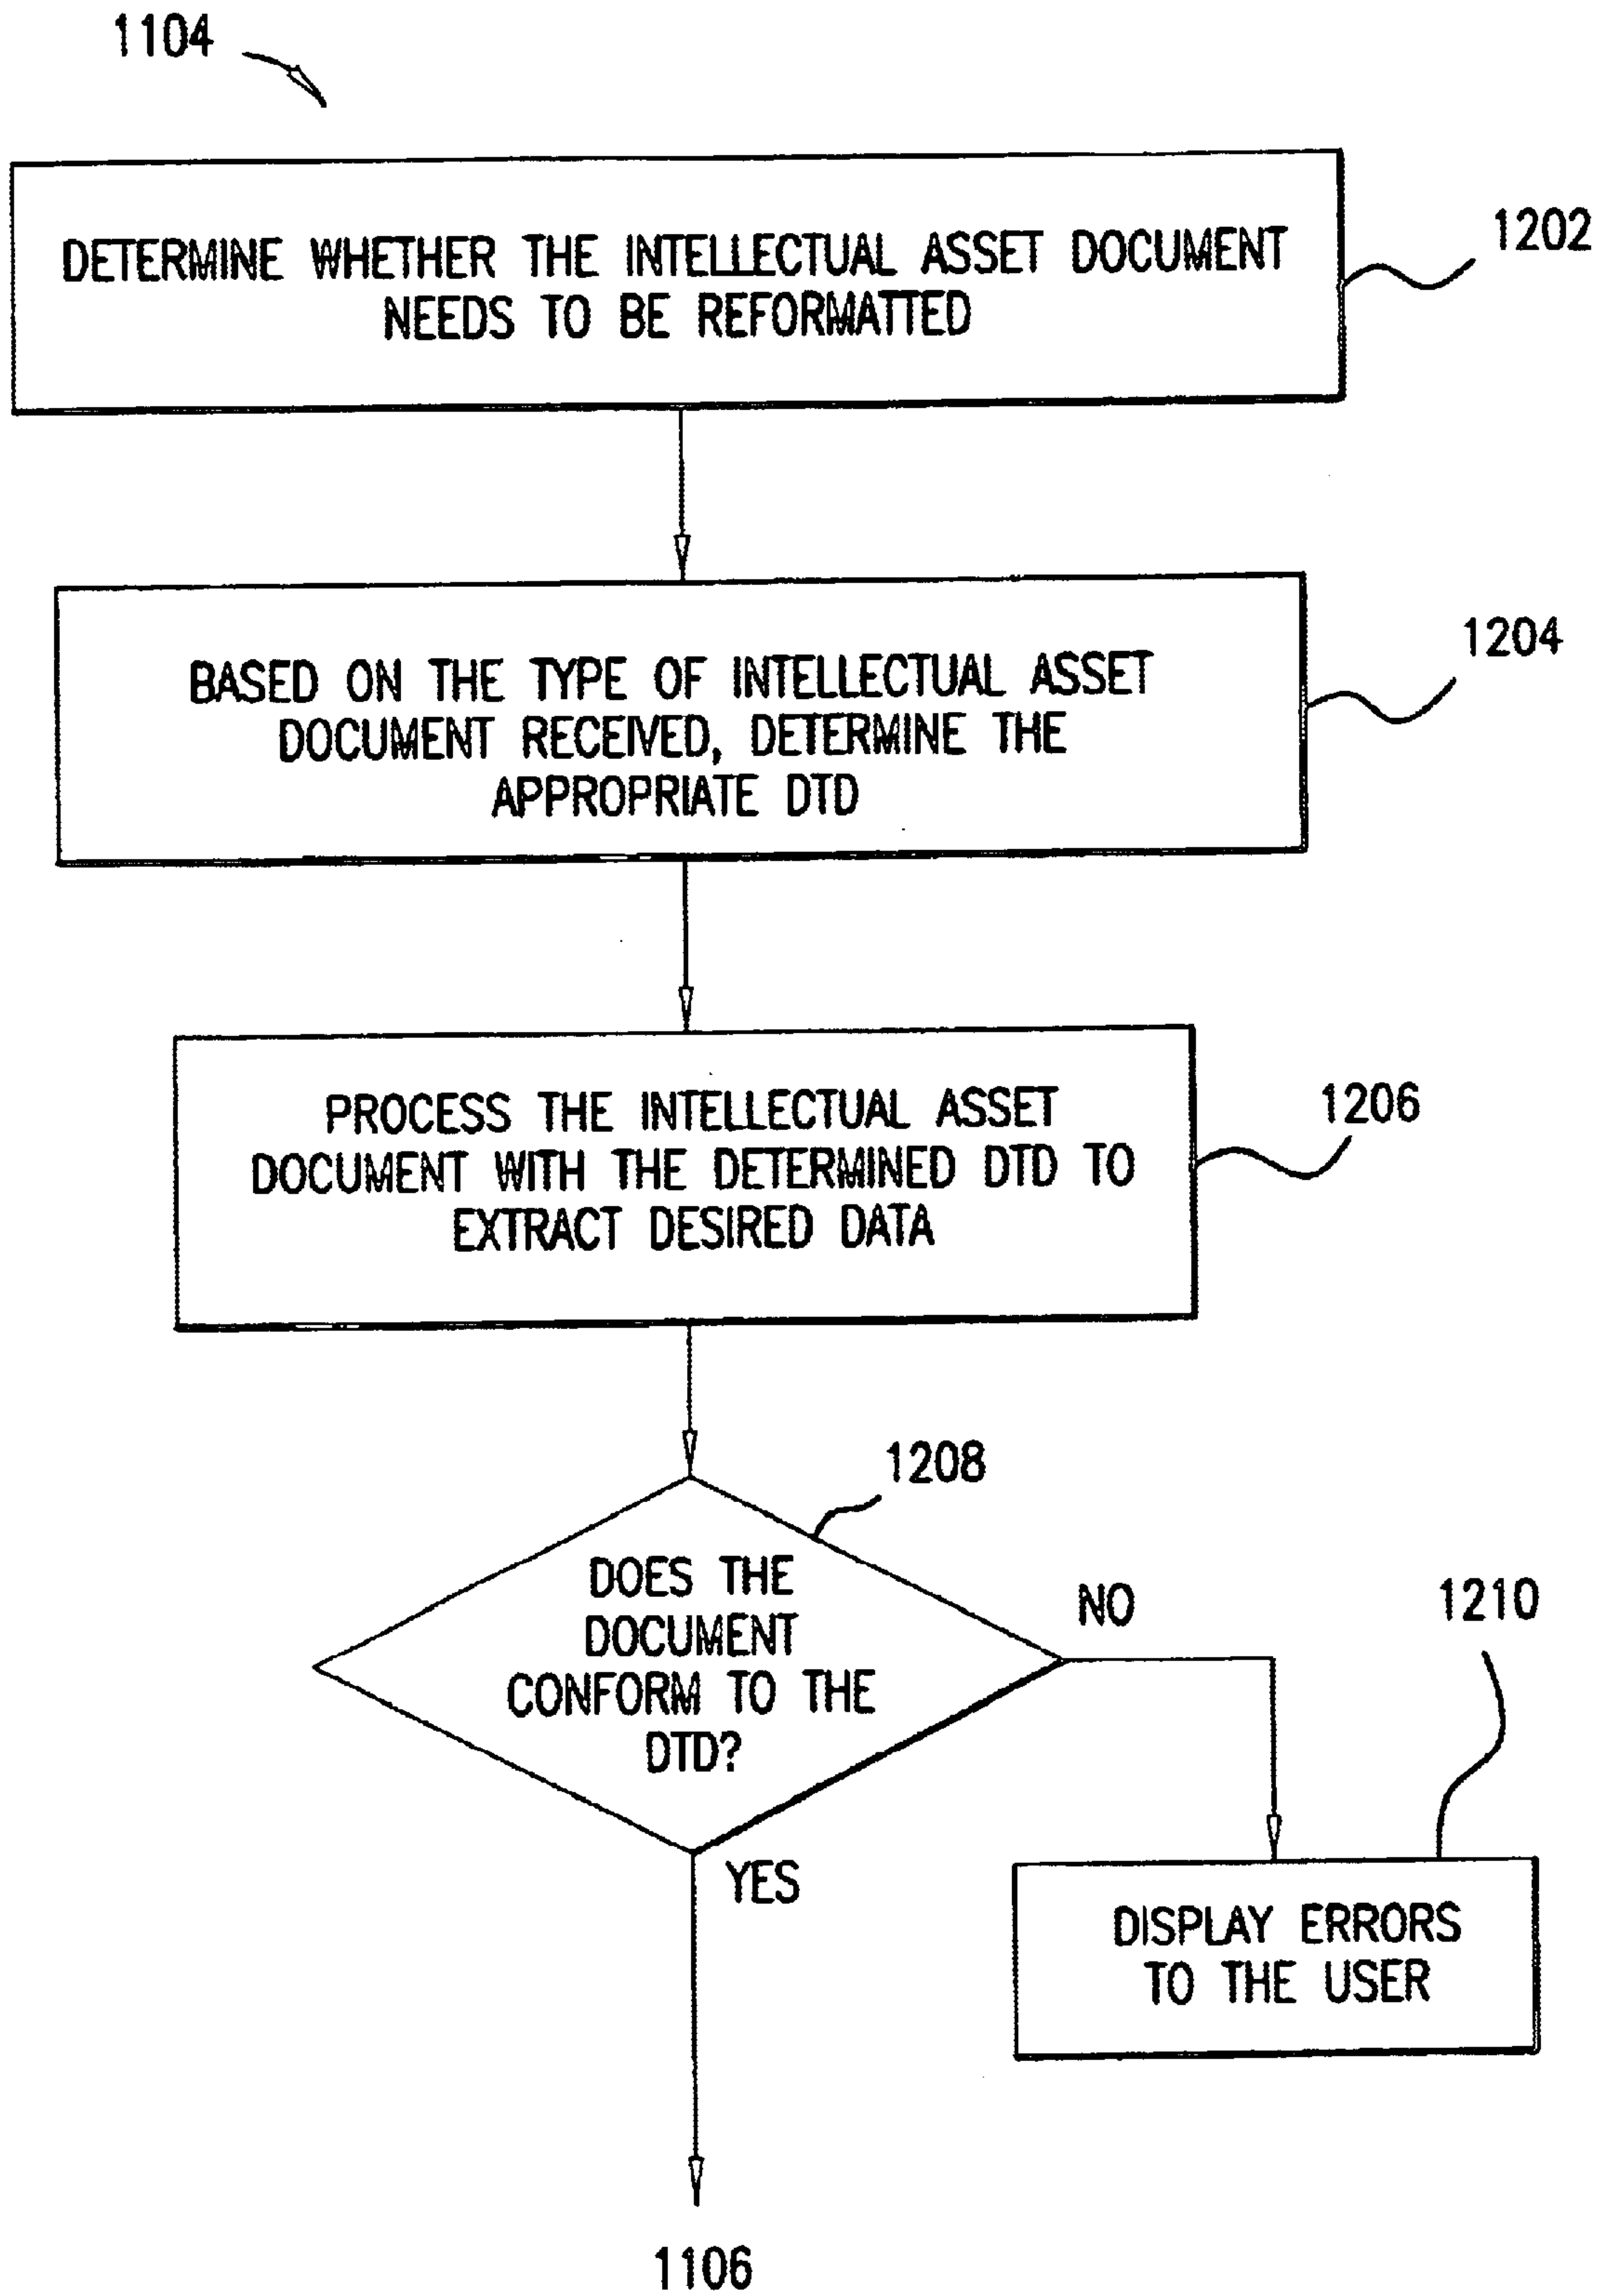 1104
DETERMINE WHETHER THE INTELLECTUAL ASSET DOCUMENT
NEEDS TO BE REFORMATTED
1202
BASED ON THE TYPE OF INTELLECTUAL ASSET
DOCUMENT RECEIVED, DETERMINE THE
APPROPRIATE DTD
1204
PROCESS THE INTELLECTUAL ASSET
DOCUMENT WITH THE DETERMINED DTD TO
EXTRACT DESIRED DATA
1206
1208
DOES THE
DOCUMENT
CONFORM TO THE
DTD?
NO
1210
YES
DISPLAY ERRORS
TO THE USER
1106